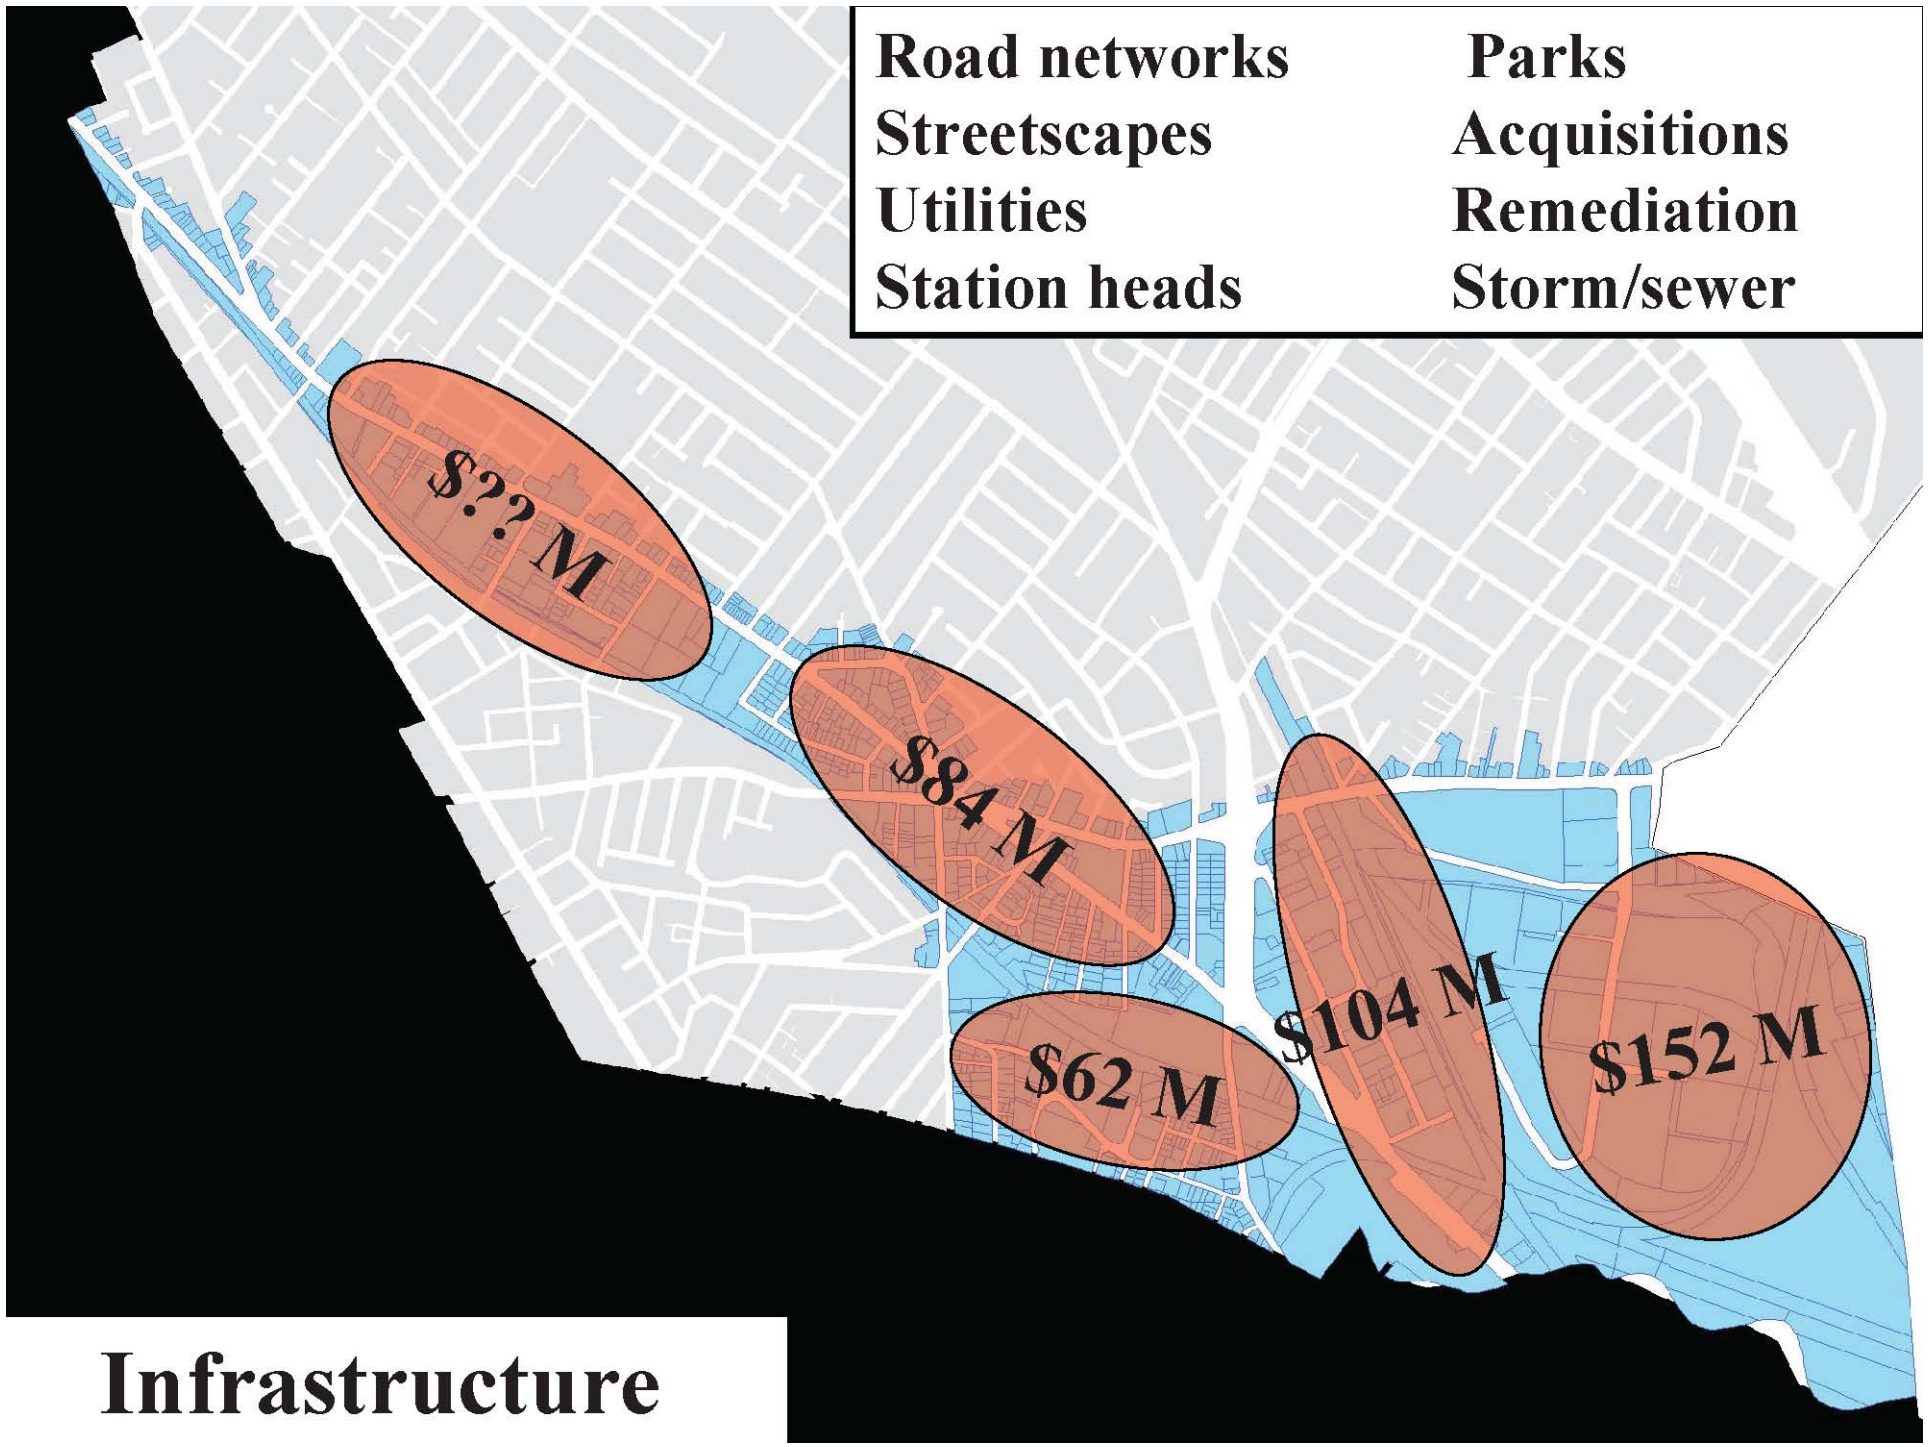 Road networks Parks
Streetscapes Acquisitions
Utilities Remediation
Station heads Storm/sewer
$?? M
$84 M
$104 M
$62 M
$152 M
Infrastructure